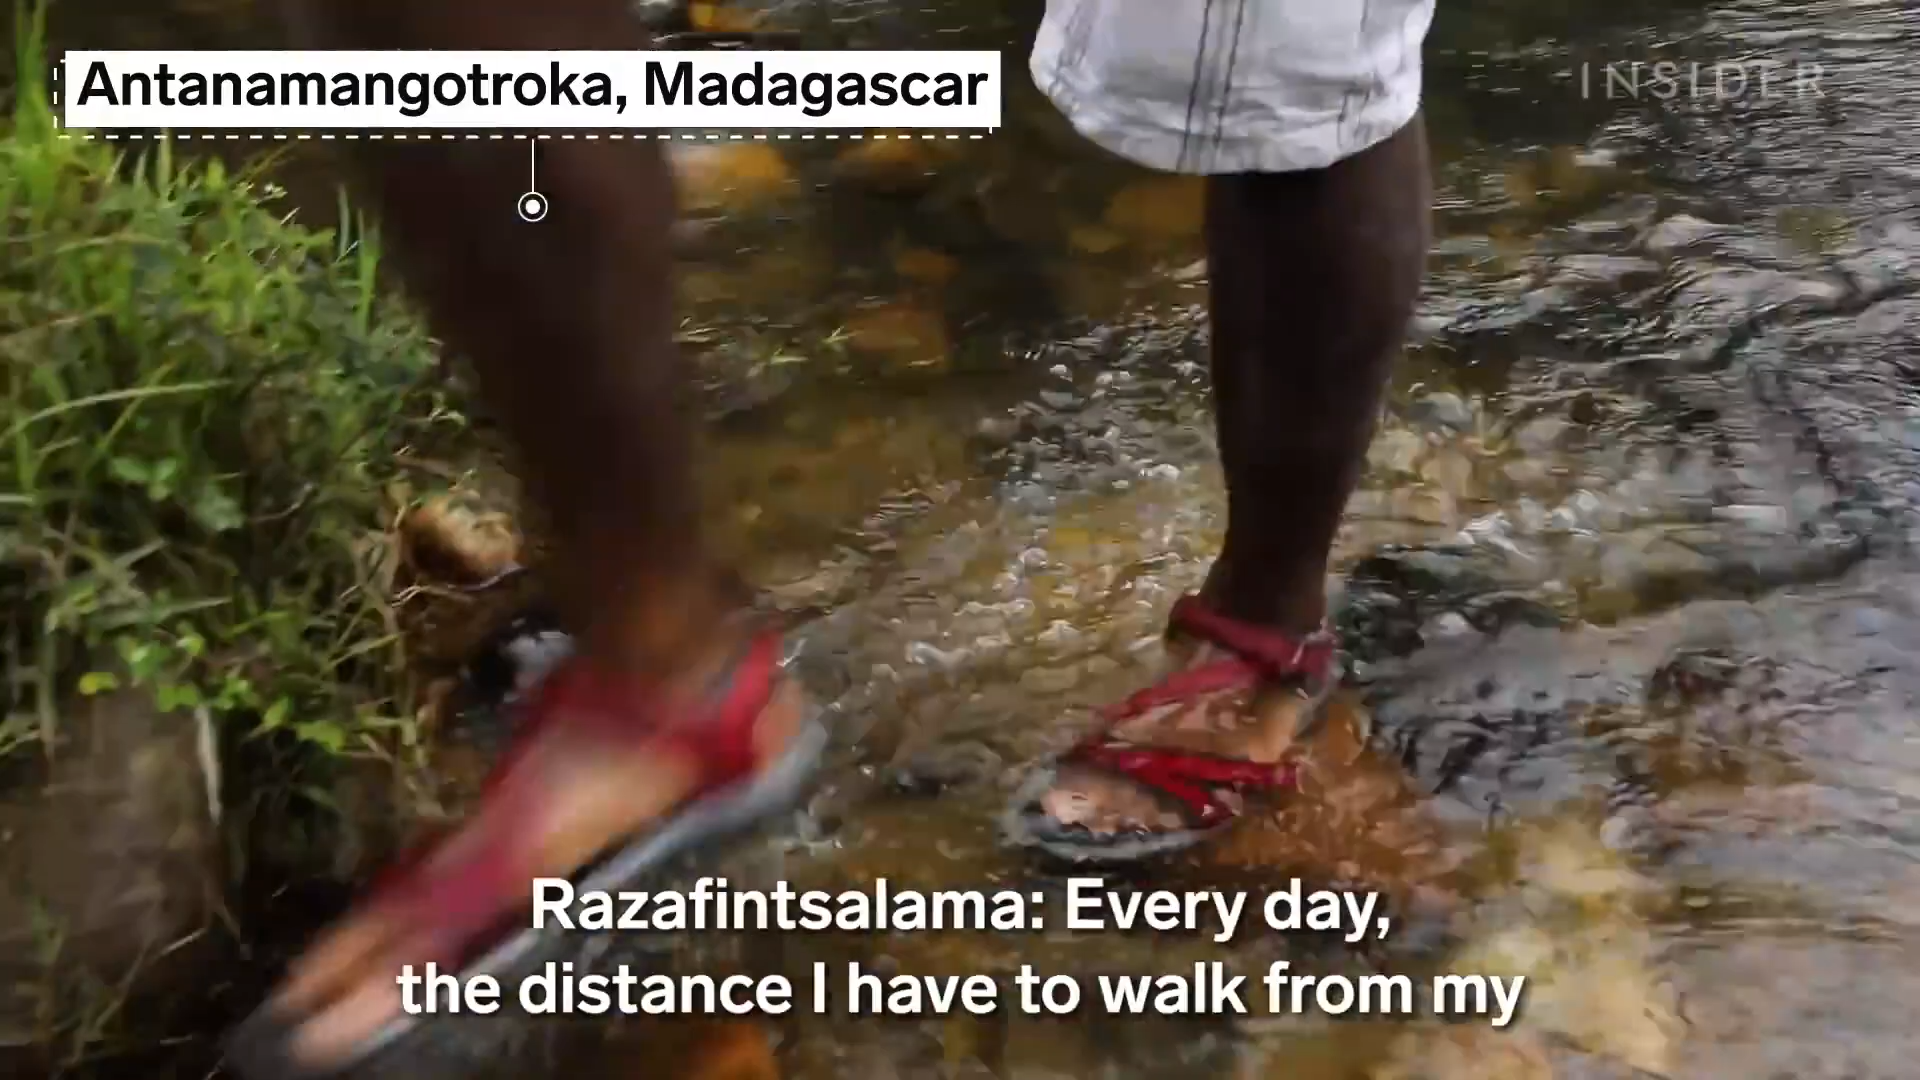 Antanamangotroka, Madagascar
INSIDER
Razafintsalama: Every day,
the distance I have to walk from my